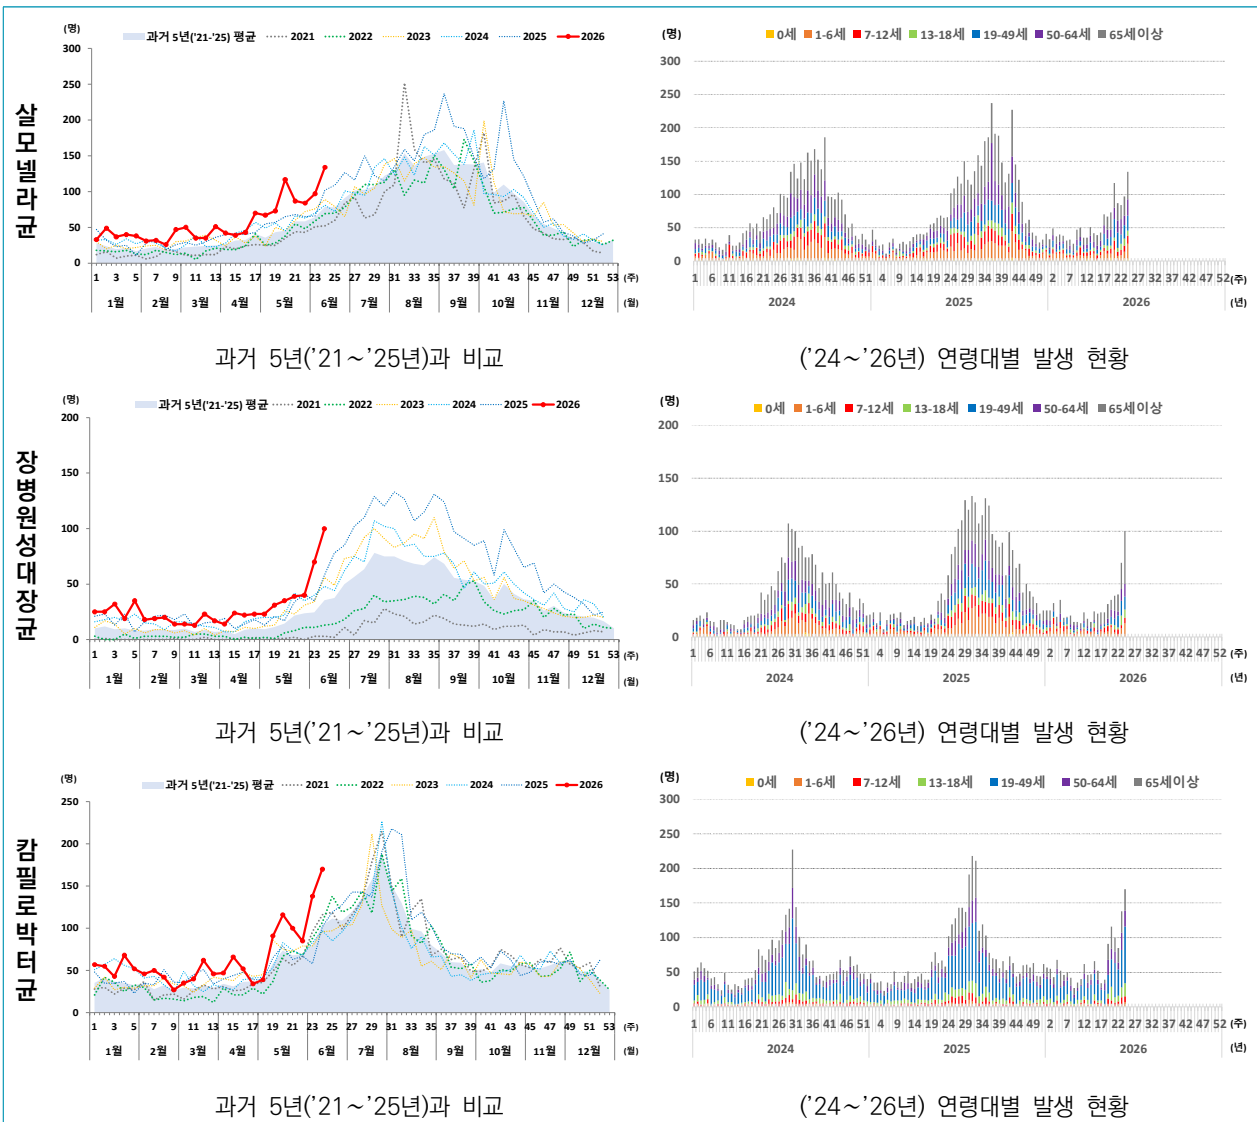 살모넬라균
(명)
과거 5년('21-'25) 평균 2021 2022 2023 2024 2025 2026
300
250
200
150
100
50
0
1 3 5 7 9 11 13 15 17 19 21 23 25 27 29 31 33 35 37 39 41 43 45 47 49 51 53 (주)
1월 2월 3월 4월 5월 6월 7월 8월 9월 10월 11월 12월 (월)
과거 5년('21~'25년)과 비교
(명)
0세 1-6세 7-12세 13-18세 19-49세 50-64세 65세이상
300
250
200
150
100
50
0
1 6 11 16 21 26 31 36 41 46 51 4 9 14 19 24 29 34 39 44 49 2 7 12 17 22 27 32 37 42 47 52 (주)
2024 2025 2026 (년)
('24~'26년) 연령대별 발생 현황
장병원성대장균
(명)
과거 5년('21-'25) 평균 2021 2022 2023 2024 2025 2026
200
150
100
50
0
1 3 5 7 9 11 13 15 17 19 21 23 25 27 29 31 33 35 37 39 41 43 45 47 49 51 53 (주)
1월 2월 3월 4월 5월 6월 7월 8월 9월 10월 11월 12월 (월)
과거 5년('21~'25년)과 비교
(명)
0세 1-6세 7-12세 13-18세 19-49세 50-64세 65세이상
200
150
100
50
0
1 6 11 16 21 26 31 36 41 46 51 4 9 14 19 24 29 34 39 44 49 2 7 12 17 22 27 32 37 42 47 52 (주)
2024 2025 2026 (년)
('24~'26년) 연령대별 발생 현황
캄필로박터균
(명)
과거 5년('21-'25) 평균 2021 2022 2023 2024 2025 2026
250
200
150
100
50
0
1 3 5 7 9 11 13 15 17 19 21 23 25 27 29 31 33 35 37 39 41 43 45 47 49 51 53 (주)
1월 2월 3월 4월 5월 6월 7월 8월 9월 10월 11월 12월 (월)
과거 5년('21~'25년)과 비교
(명)
0세 1-6세 7-12세 13-18세 19-49세 50-64세 65세이상
300
250
200
150
100
50
0
1 6 11 16 21 26 31 36 41 46 51 4 9 14 19 24 29 34 39 44 49 2 7 12 17 22 27 32 37 42 47 52 (주)
2024 2025 2026 (년)
('24~'26년) 연령대별 발생 현황